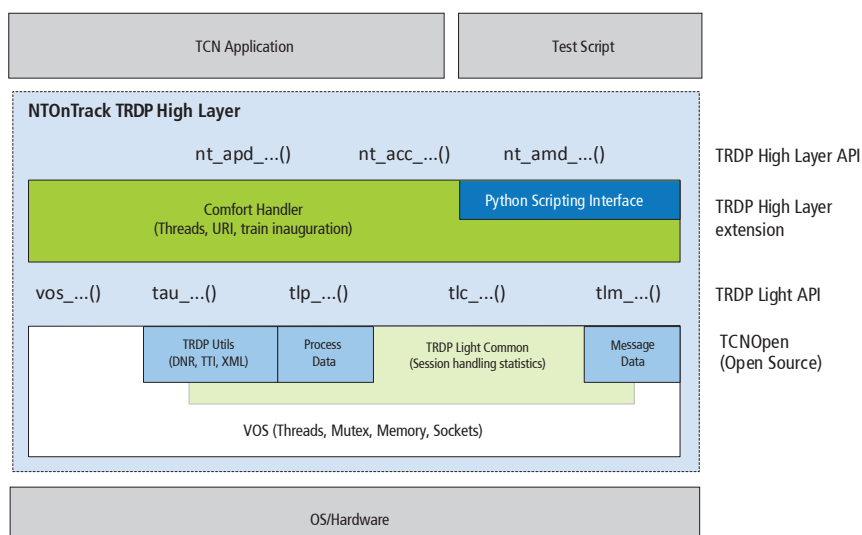 TCN Application
Test Script
NTOnTrack TRDP High Layer
nt_apd_...()
nt_acc_...()
nt_amd_...()
TRDP High Layer API
Comfort Handler
(Threads, URI, train inauguration)
Python Scripting Interface
TRDP High Layer
extension
vos_...()
tau_...()
tlp_...()
tlc_...()
tlm_...()
TRDP Light API
TRDP Utils
(DNR, TTI, XML)
Process
Data
TRDP Light Common
(Session handling statistics)
Message
Data
TCNOpen
(Open Source)
VOS (Threads, Mutex, Memory, Sockets)
OS/Hardware